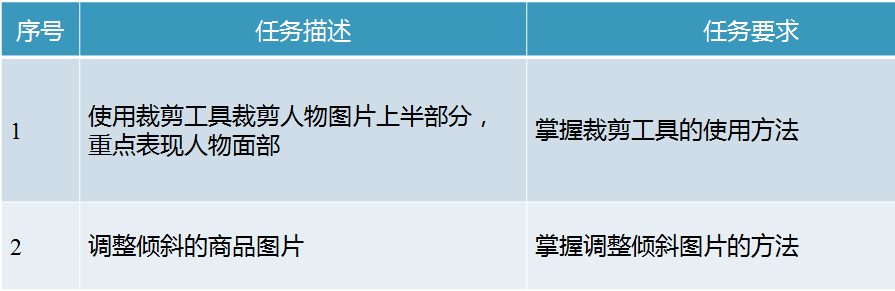 序号 任务描述 任务要求
1 使用裁剪工具裁剪人物图片上半部分，
重点表现人物面部 掌握裁剪工具的使用方法
2 调整倾斜的商品图片 掌握调整倾斜图片的方法